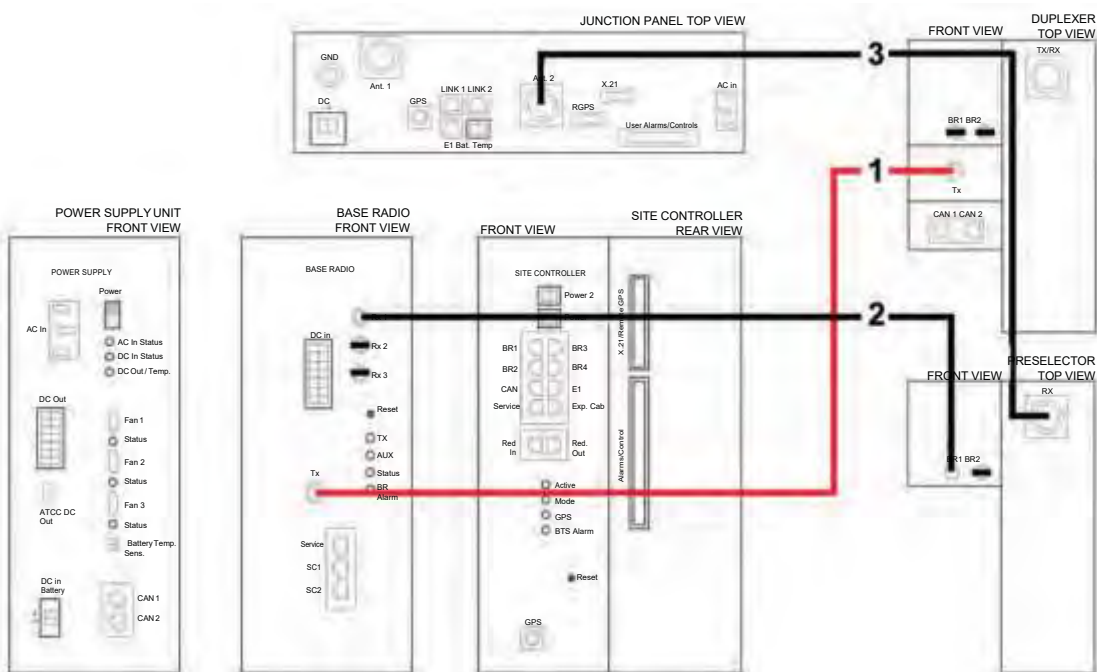 JUNCTION PANEL TOP VIEW
GND
Ant. 1
DC
GPS
LINK 1 LINK 2
E1 Bat. Temp
Ant. 2
RGPS
X.21
User Alarms/Controls
AC in
DUPLEXER
TOP VIEW
FRONT VIEW
TX/RX
BR1 BR2
Tx
CAN 1 CAN 2
3
1
2
POWER SUPPLY UNIT
FRONT VIEW
POWER SUPPLY
Power
AC In
AC In Status
DC In Status
DC Out / Temp.
DC Out
Fan 1
Status
Fan 2
Status
Fan 3
Status
ATCC DC
Out
Battery Temp.
Sens.
DC in
Battery
CAN 1
CAN 2
BASE RADIO
FRONT VIEW
BASE RADIO
DC in
Rx 2
Rx 3
Reset
TX
AUX
Status
BR
Alarm
Tx
Service
SC1
SC2
SITE CONTROLLER
REAR VIEW
FRONT VIEW
SITE CONTROLLER
Power 2
BR1
BR3
BR2
BR4
CAN
E1
Service
Exp. Cab
Red
In
Red.
Out
Active
Mode
GPS
BTS Alarm
Reset
GPS
X.21/Remote GPS
Alarms/Control
PRESELECTOR
TOP VIEW
FRONT VIEW
RX
BR1 BR2